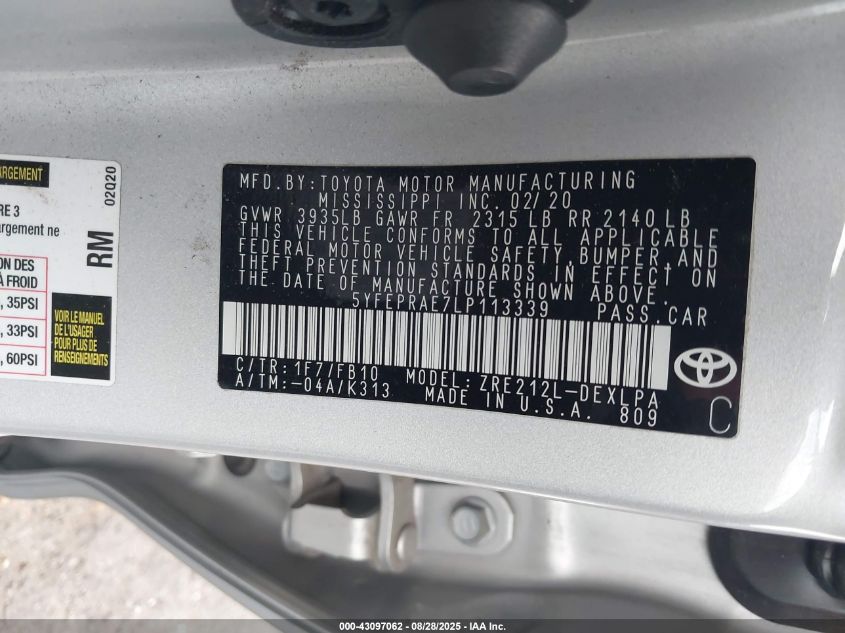 ARGEMENT
RE 3
chargement ne
ON DES
À FROID
, 35PSI
, 33PSI
, 60PSI
VOIR LE MANUEL
DE L'USAGER
POUR PLUS DE
RENSEIGNEMENTS
RM
02020
MFD.BY:TOYOTA MOTOR MANUFACTURING
MISSISSIPPI INC. 02/20
GVWR 3935LB GAWR FR 2315 LB RR 2140 LB
THIS VEHICLE CONFORMS TO ALL APPLICABLE
FEDERAL MOTOR VEHICLE SAFETY,BUMPER,AND
THEFT PREVENTION STANDARDS IN EFFECT ON
THE DATE OF MANUFACTURE SHOWN ABOVE.
5YFEPRAE7LP113339 PASS.CAR
C/TR:1F7/FB10 MODEL:ZRE212L-DEXLPA
A/TM:-04A/K313 MADE IN U.S.A. 809
C
000-43097062 - 08/28/2025 - IAA Inc.